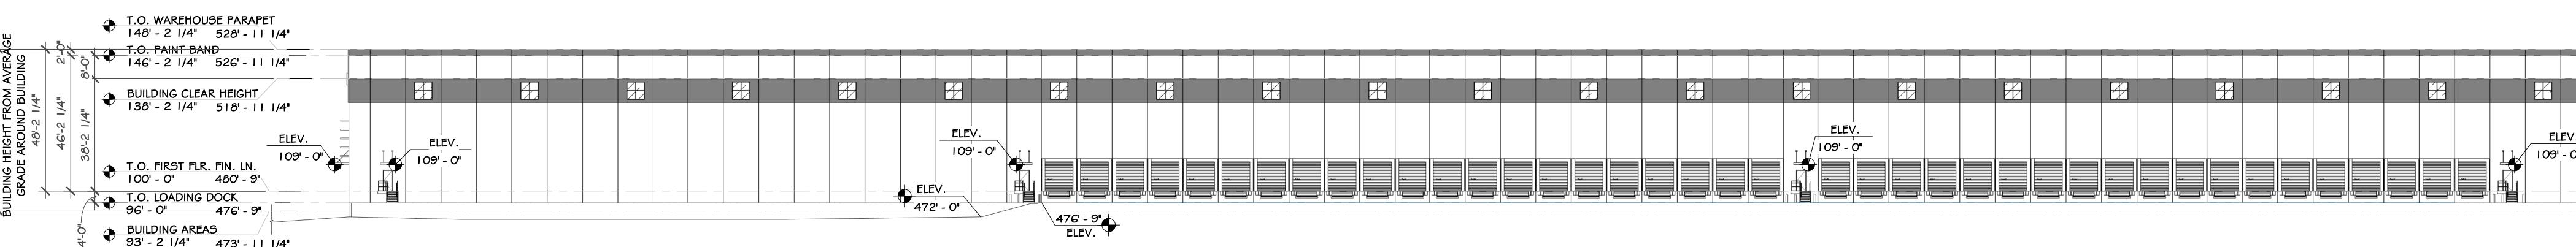 BUILDING HEIGHT FROM AVERAGE
GRADE AROUND BUILDING
48'-2 1/4"
46'-2 1/4"
2'-0"
8'-0"
38'-2 1/4"
4'-0"
T.O. WAREHOUSE PARAPET
148' - 2 1/4" 528' - 11 1/4"
T.O. PAINT BAND
146' - 2 1/4" 526' - 11 1/4"
BUILDING CLEAR HEIGHT
138' - 2 1/4" 518' - 11 1/4"
T.O. FIRST FLR. FIN. LN.
100' - 0" 480' - 9"
T.O. LOADING DOCK
96' - 0" 476' - 9"
BUILDING AREAS
93' - 2 1/4" 473' - 11 1/4"
ELEV.
109' - 0"
ELEV.
109' - 0"
ELEV.
109' - 0"
ELEV.
472' - 0"
476' - 9"
ELEV.
ELEV.
109' - 0"
ELEV
109' - 0